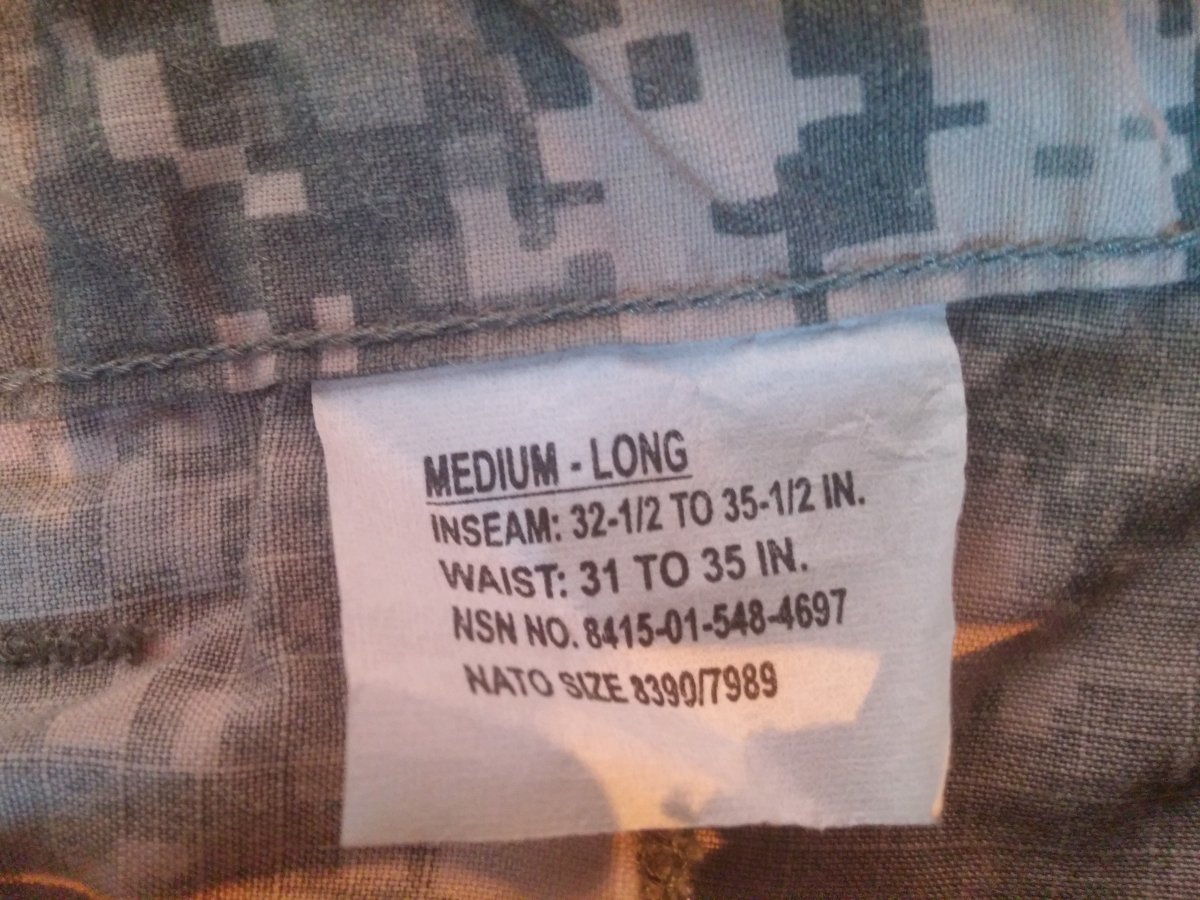 MEDIUM - LONG
INSEAM: 32-1/2 TO 35-1/2 IN.
WAIST: 31 TO 35 IN.
NSN NO. 8415-01-548-4697
NATO SIZE 8390/7989